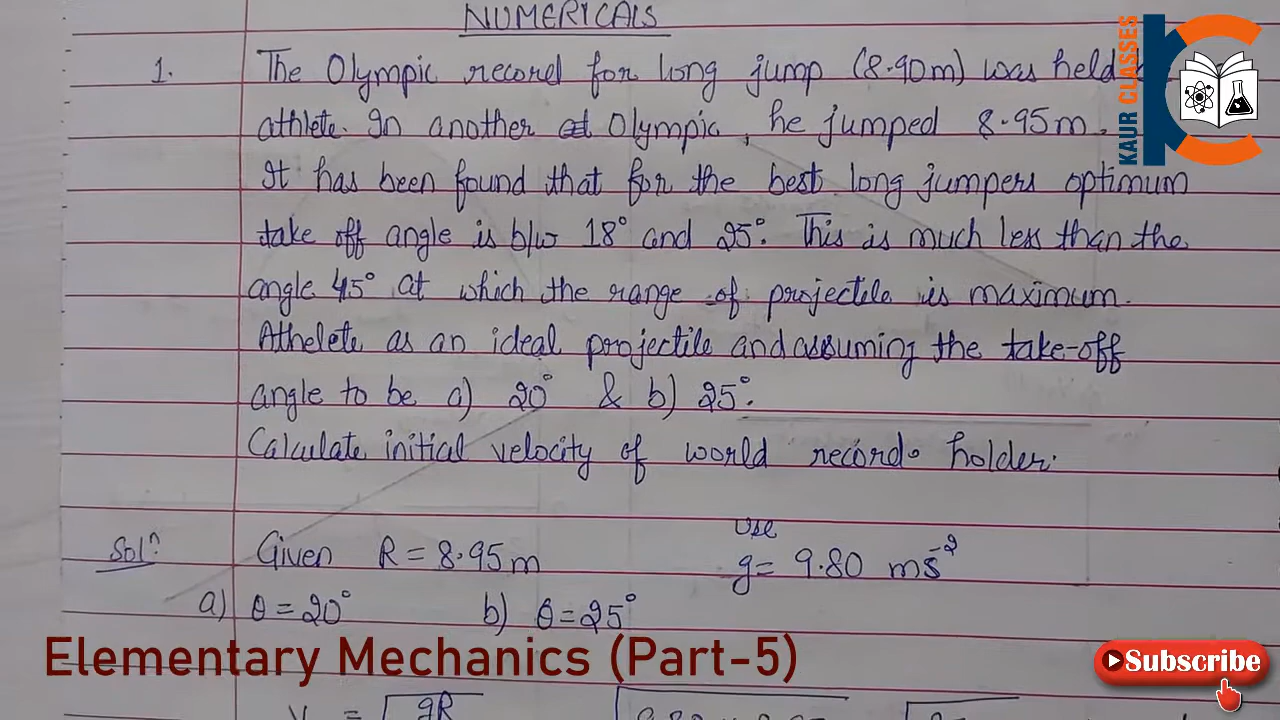 NUMERICALS
1. The Olympic record for long jump (8.90m) was held
athlete. In another Olympic, he jumped 8.95m.
It has been found that for the best long jumpers optimum
take off angle is b/w 18° and 25°. This is much less than the
angle 45° at which the range of projectile is maximum.
Athelete as an ideal projectile and assuming the take-off
angle to be a) 20° & b) 25°.
Calculate initial velocity of world record holder.
Use
Solⁿ. Given R = 8.95m g = 9.80 ms⁻²
a) θ = 20° b) θ = 25°
gR
KAUR CLASSES
Elementary Mechanics (Part-5)
Subscribe